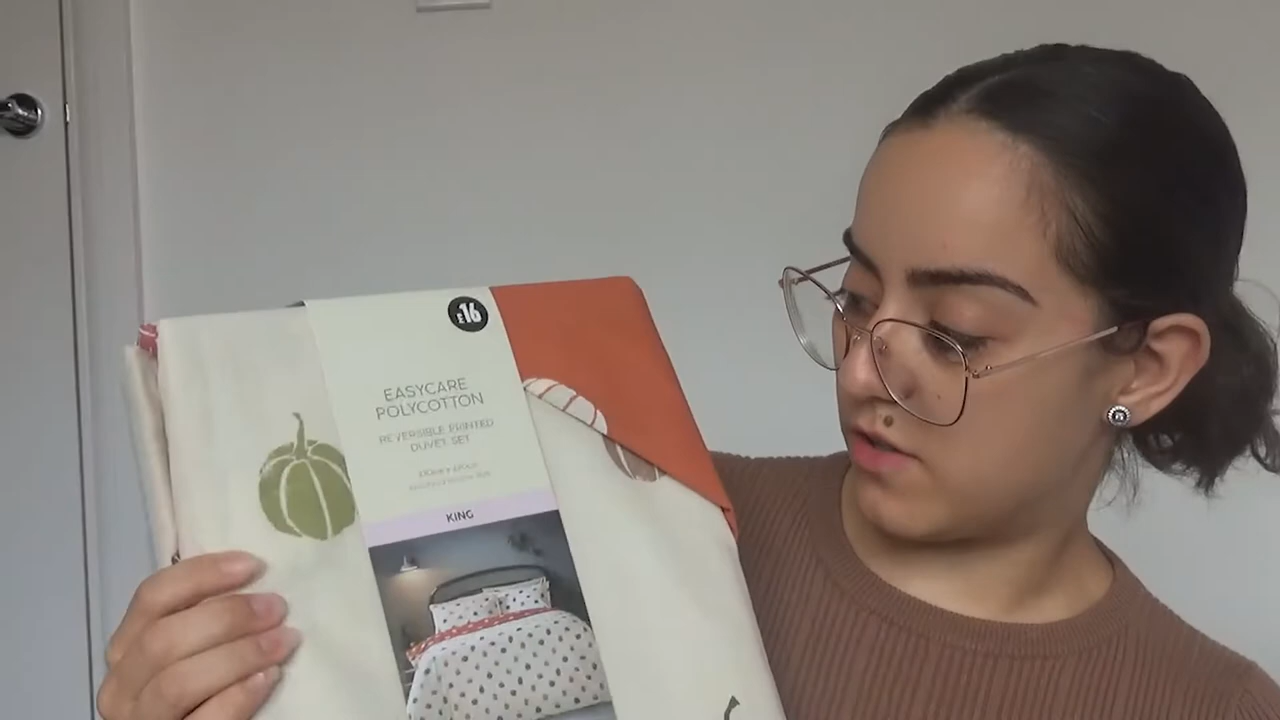 £16
EASYCARE
POLYCOTTON
REVERSIBLE PRINTED
DUVET SET
KING